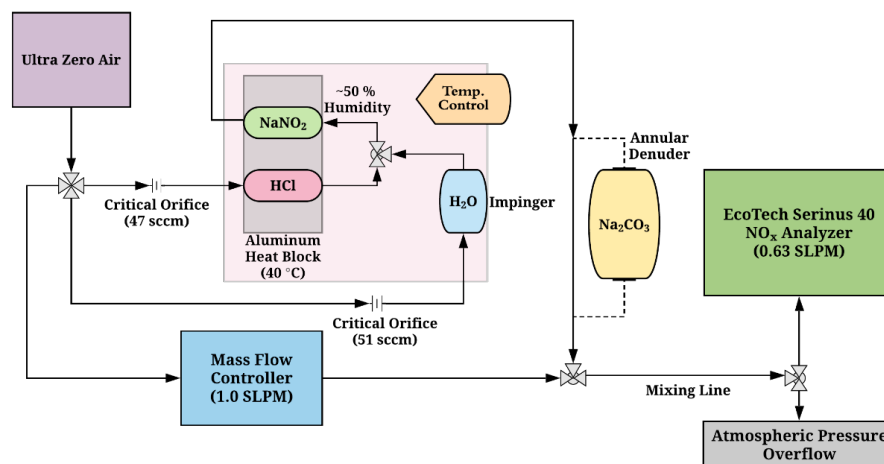 Ultra Zero Air
~50 %
Humidity
Temp.
Control
NaNO₂
HCl
H₂O
Impinger
Critical Orifice
(47 sccm)
Aluminum
Heat Block
(40 °C)
Critical Orifice
(51 sccm)
Annular
Denuder
Na₂CO₃
EcoTech Serinus 40
NOₓ Analyzer
(0.63 SLPM)
Mass Flow
Controller
(1.0 SLPM)
Mixing Line
Atmospheric Pressure
Overflow